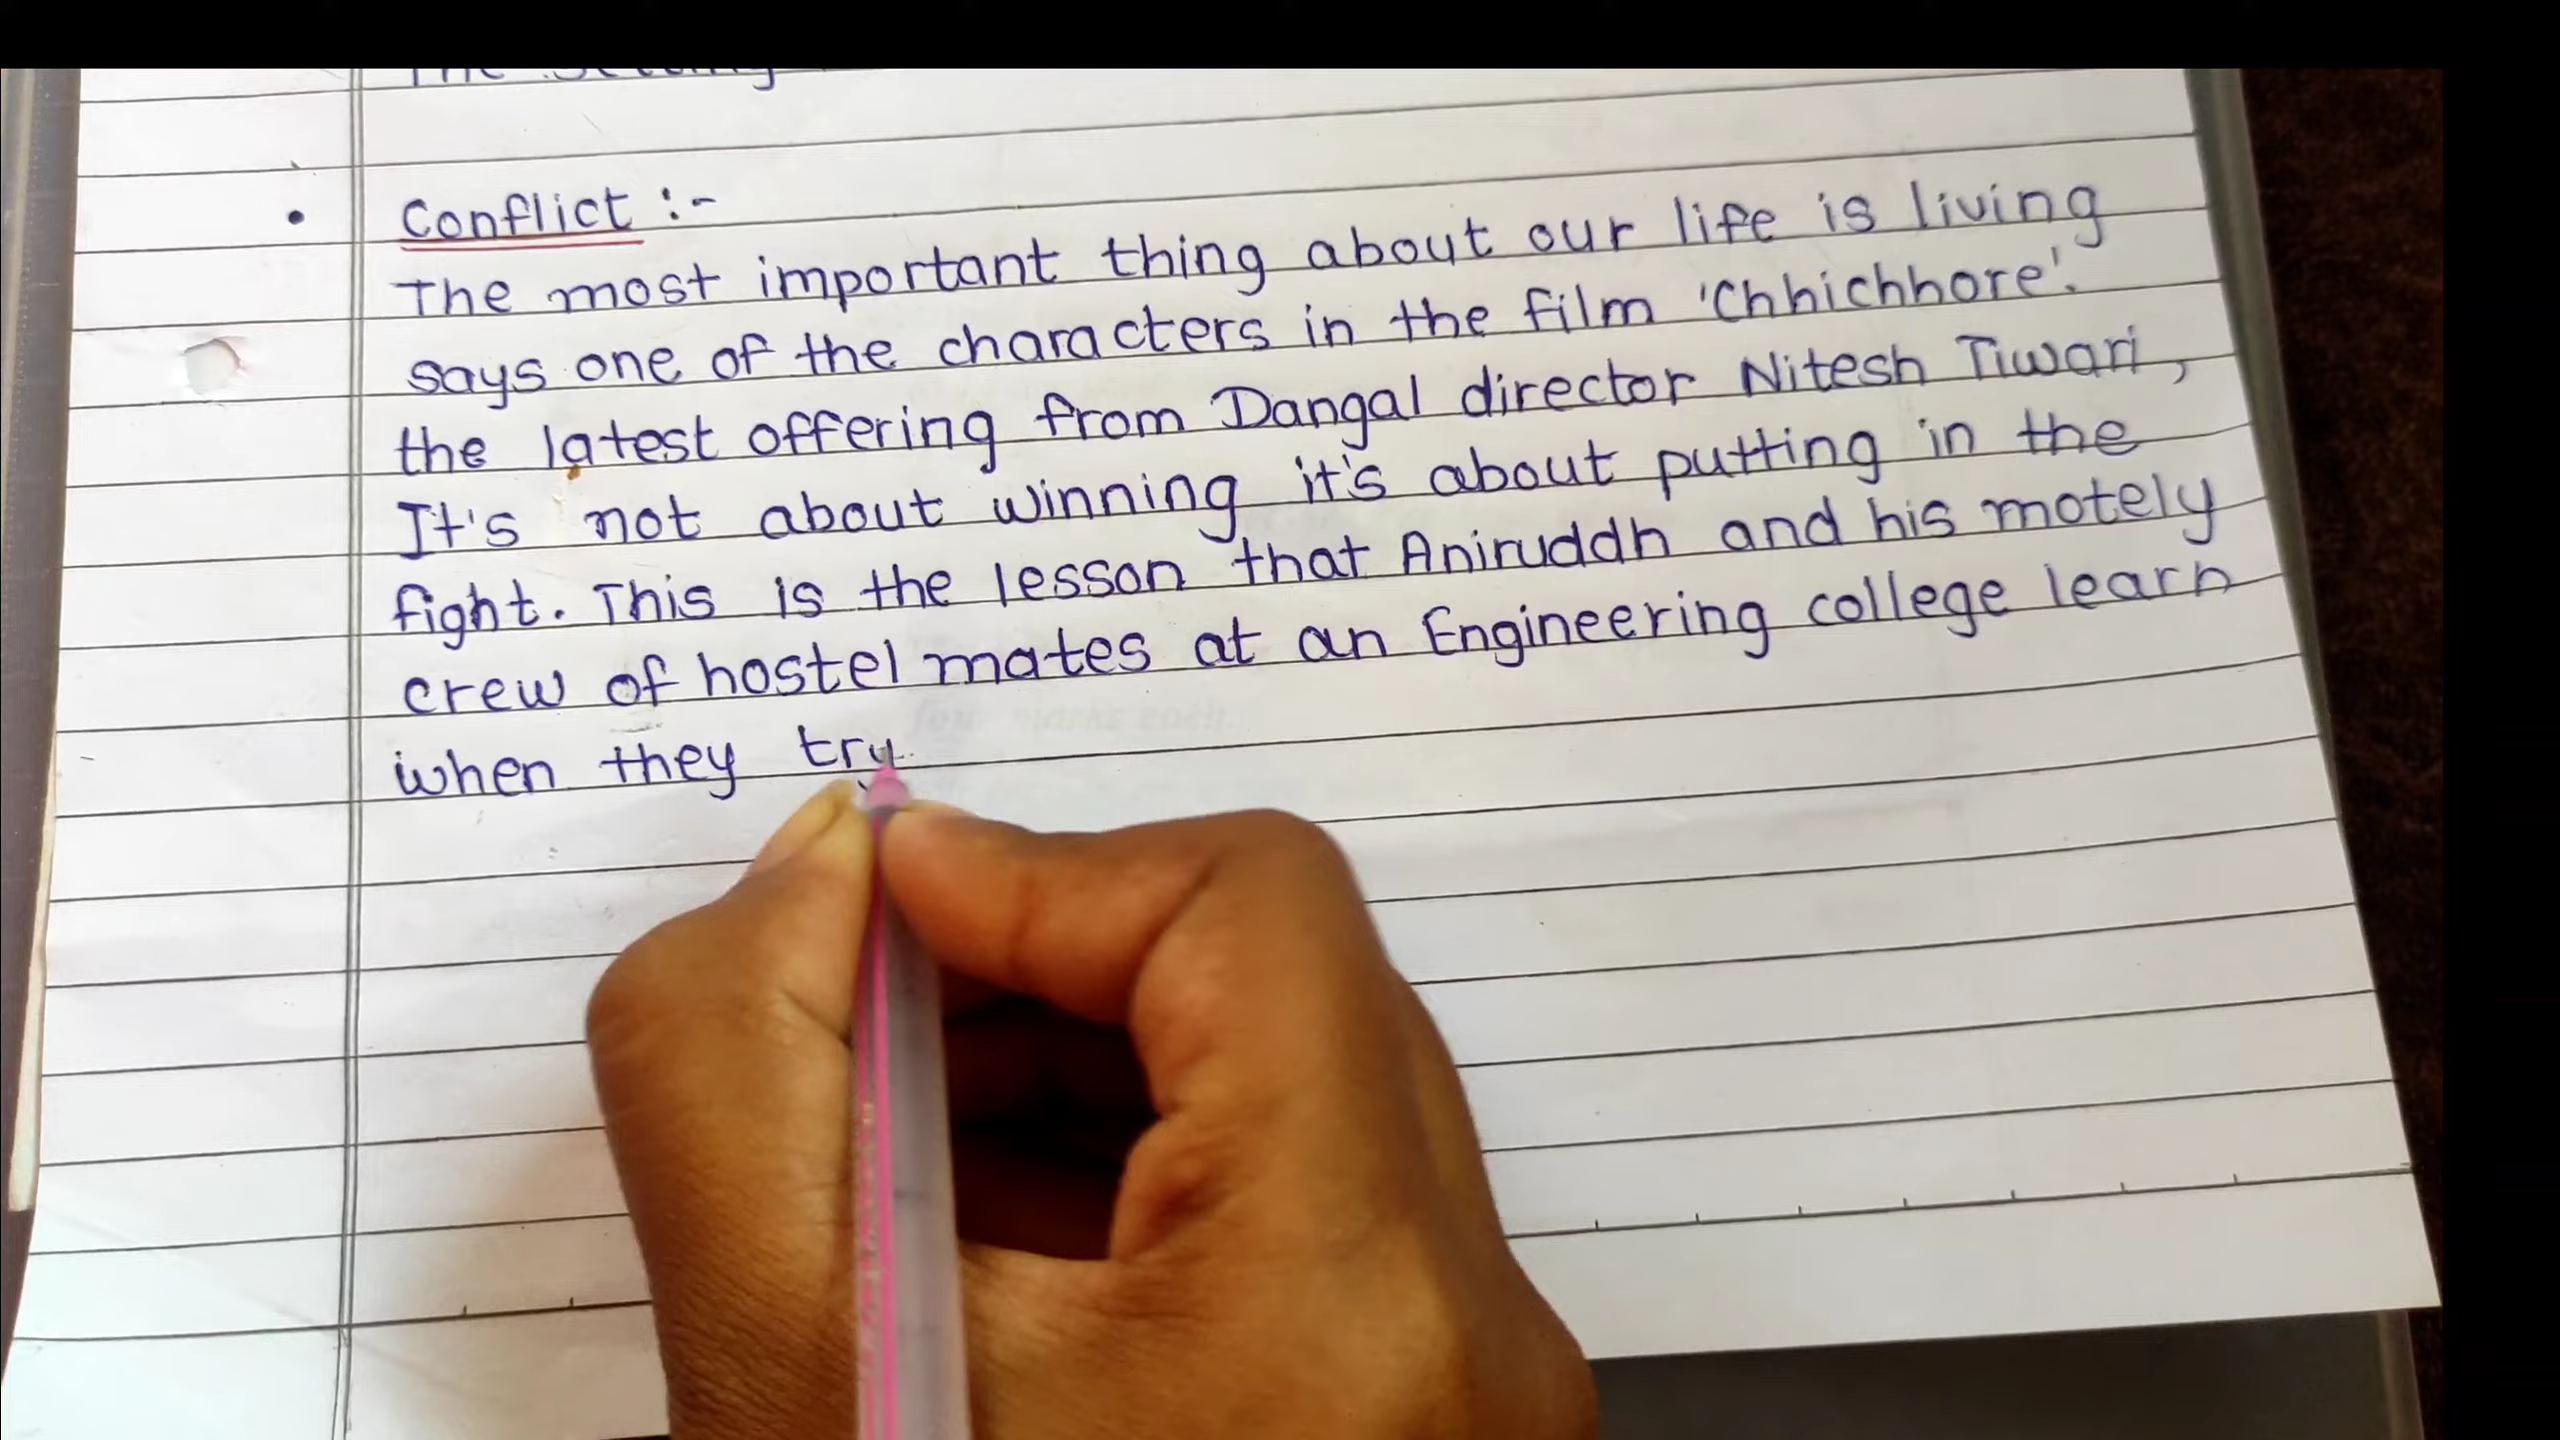 • Conflict :-
The most important thing about our life is living
says one of the characters in the film 'Chhichhore'.
the latest offering from Dangal director Nitesh Tiwari,
It's not about winning it's about putting in the
fight. This is the lesson that Aniruddh and his motely
crew of hostel mates at an Engineering college learn
when they try